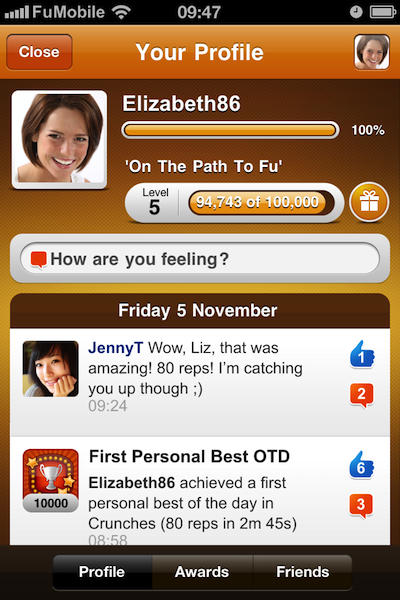 FuMobile 09:47
Close Your Profile
Elizabeth86
100%
'On The Path To Fu'
Level
5 94,743 of 100,000
How are you feeling?
Friday 5 November
JennyT Wow, Liz, that was
amazing! 80 reps! I'm catching
you up though ;)
09:24
1
2
First Personal Best OTD
Elizabeth86 achieved a first
personal best of the day in
Crunches (80 reps in 2m 45s)
08:58
10000
6
3
Profile Awards Friends